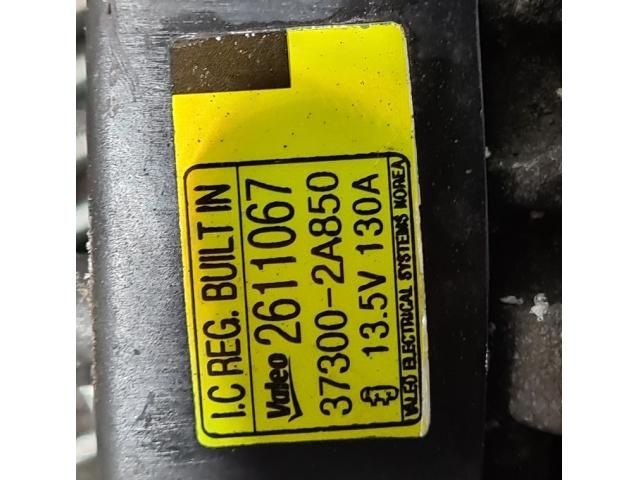 I.C REG. BUILT IN
Valeo 2611067
37300-2A850
13.5V 130A
VALEO ELECTRICAL SYSTEMS KOREA